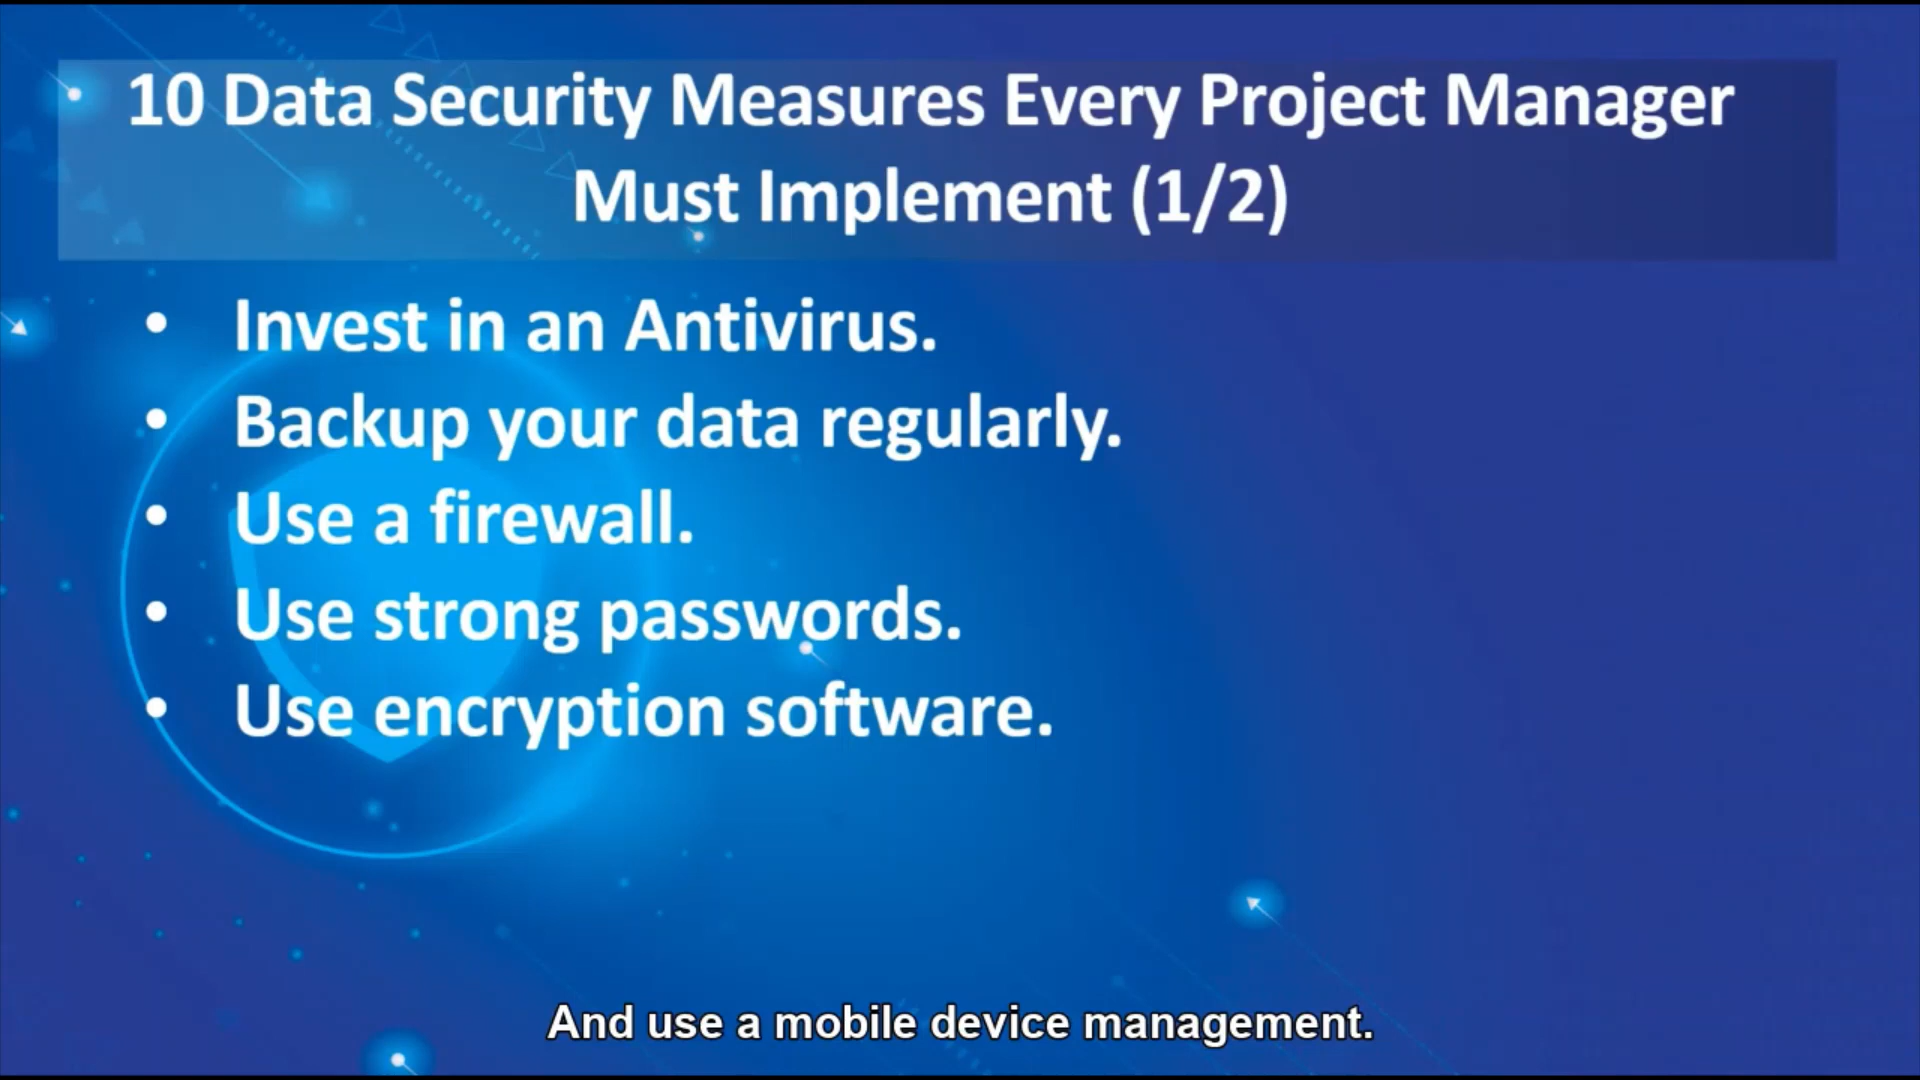 10 Data Security Measures Every Project Manager
Must Implement (1/2)
• Invest in an Antivirus.
• Backup your data regularly.
• Use a firewall.
• Use strong passwords.
• Use encryption software.
And use a mobile device management.